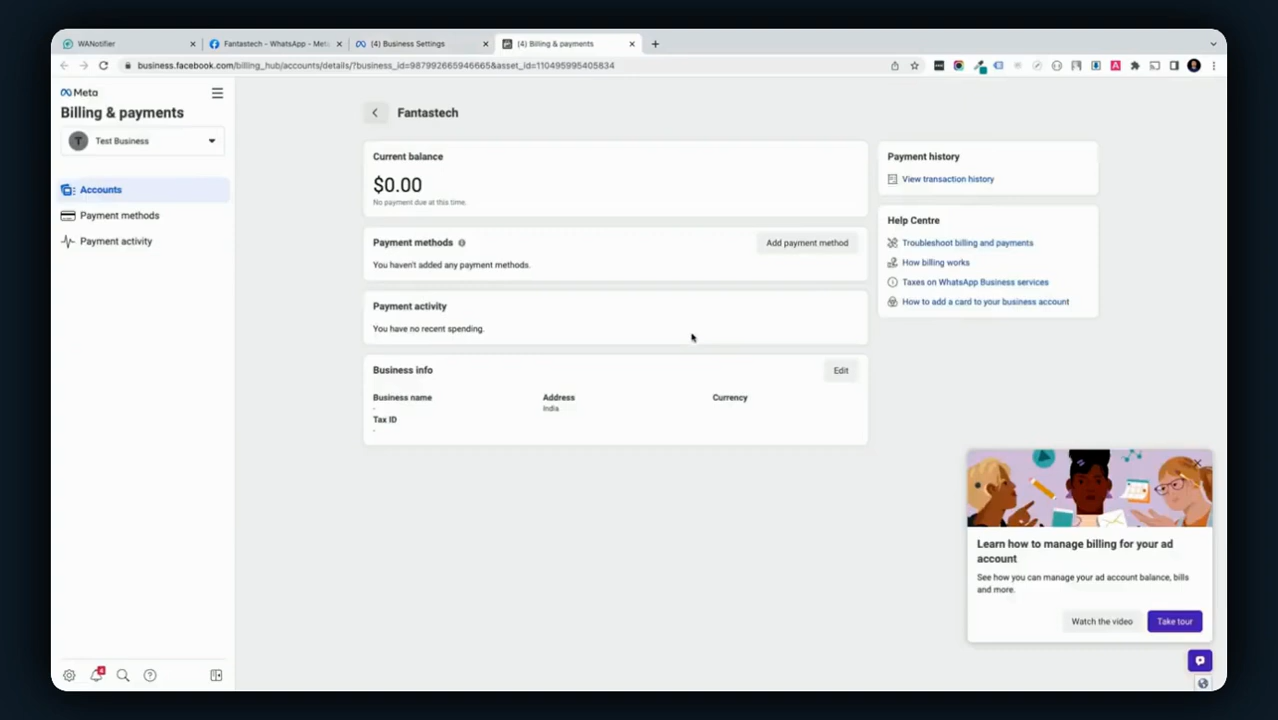 WANotifier
Fantastech - WhatsApp - Meta
(4) Business Settings
(4) Billing & payments
business.facebook.com/billing_hub/accounts/details/?business_id=987992665946665&asset_id=110495995405834
Meta
Billing & payments
T Test Business
Accounts
Payment methods
Payment activity
Fantastech
Current balance
$0.00
No payment due at this time.
Payment methods
Add payment method
You haven't added any payment methods.
Payment activity
You have no recent spending.
Business info
Edit
Business name
Address
Currency
-
India
Tax ID
-
Payment history
View transaction history
Help Centre
Troubleshoot billing and payments
How billing works
Taxes on WhatsApp Business services
How to add a card to your business account
Learn how to manage billing for your ad
account
See how you can manage your ad account balance, bills
and more.
Watch the video
Take tour